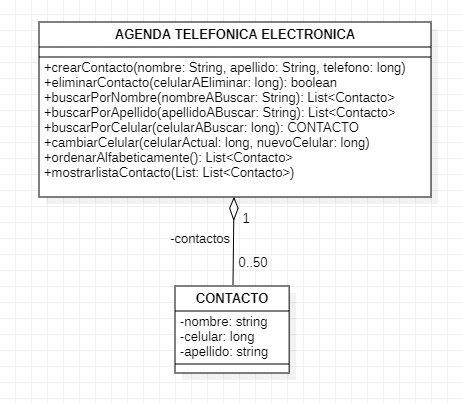 AGENDA TELEFONICA ELECTRONICA
+crearContacto(nombre: String, apellido: String, telefono: long)
+eliminarContacto(celularAEliminar: long): boolean
+buscarPorNombre(nombreABuscar: String): List<Contacto>
+buscarPorApellido(apellidoABuscar: String): List<Contacto>
+buscarPorCelular(celularABuscar: long): CONTACTO
+cambiarCelular(celularActual: long, nuevoCelular: long)
+ordenarAlfabeticamente(): List<Contacto>
+mostrarlistaContacto(List: List<Contacto>)
1
-contactos
0..50
CONTACTO
-nombre: string
-celular: long
-apellido: string